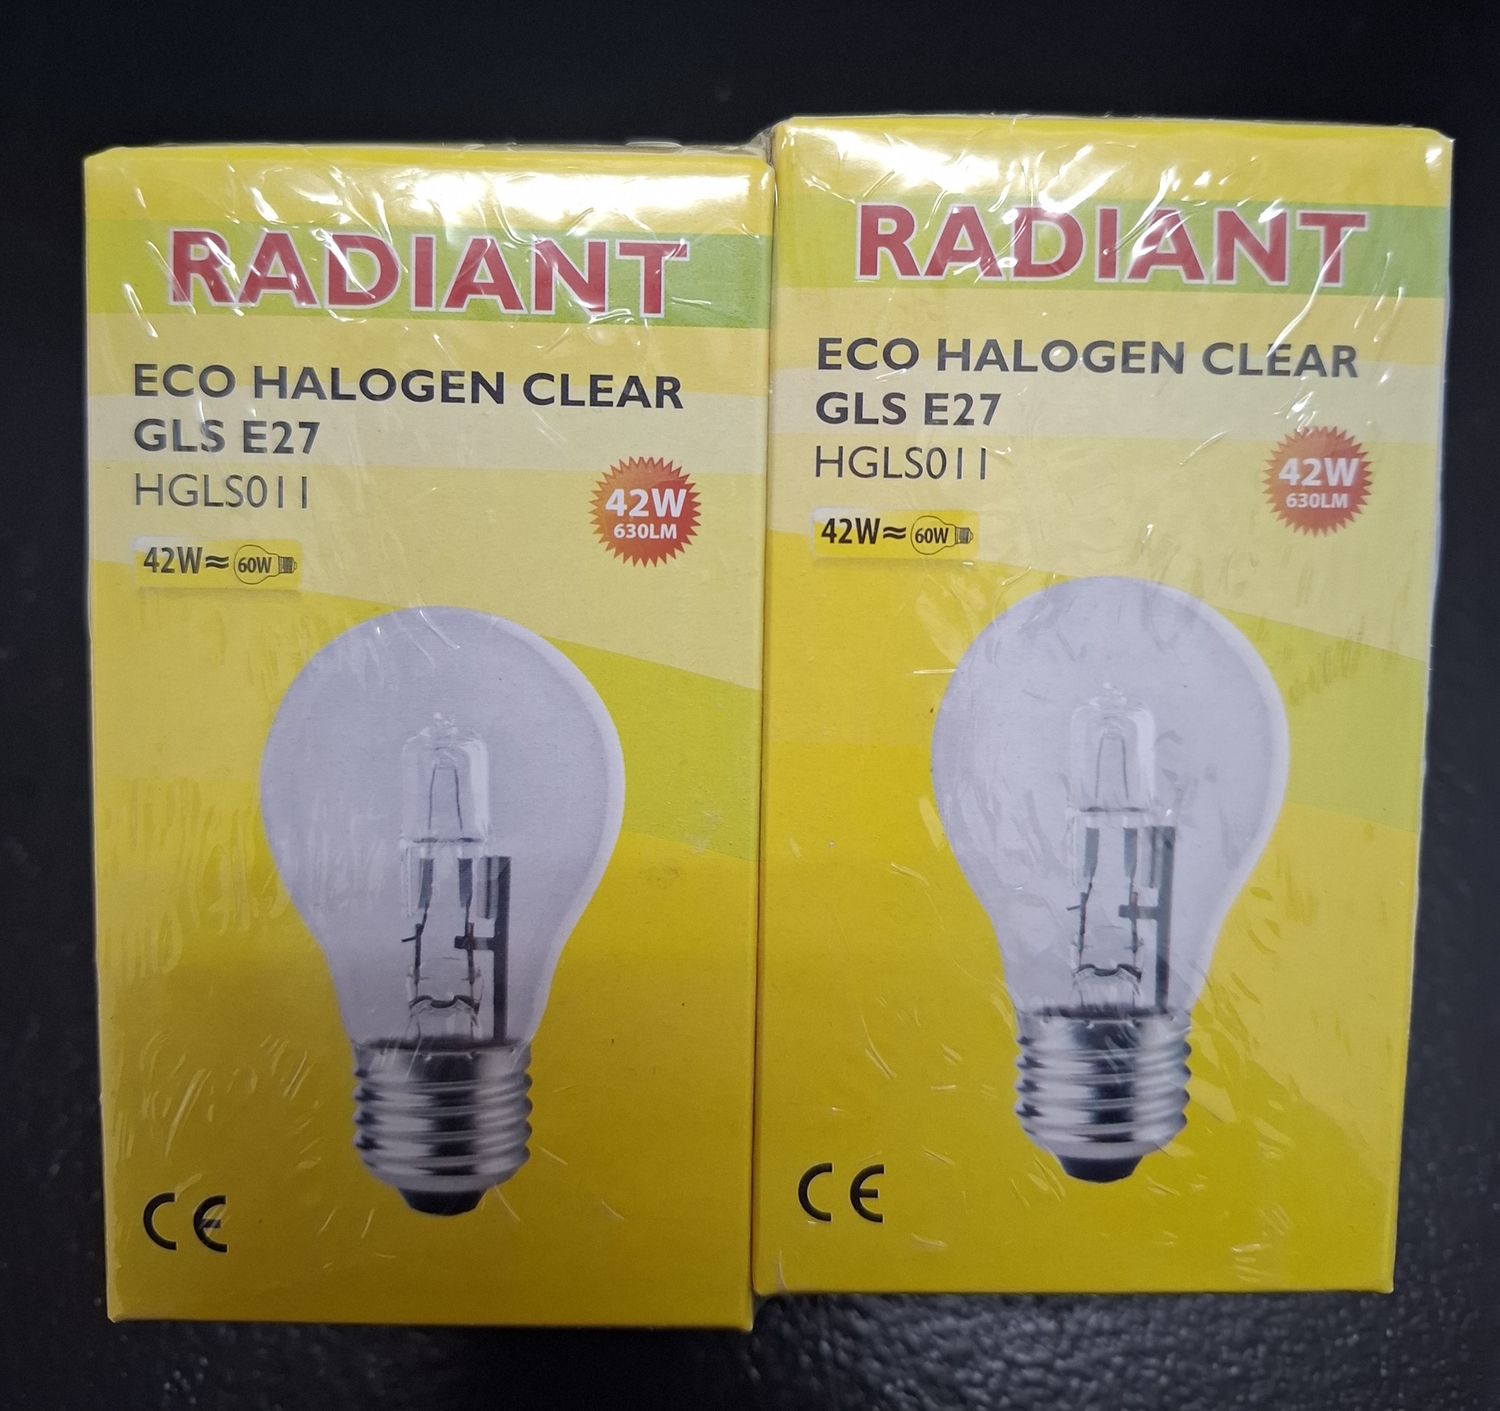 RADIANT
ECO HALOGEN CLEAR
GLS E27
HGLS011
42W
630LM
42W≈ 60W
CE
RADIANT
ECO HALOGEN CLEAR
GLS E27
HGLS011
42W
630LM
42W≈ 60W
CE